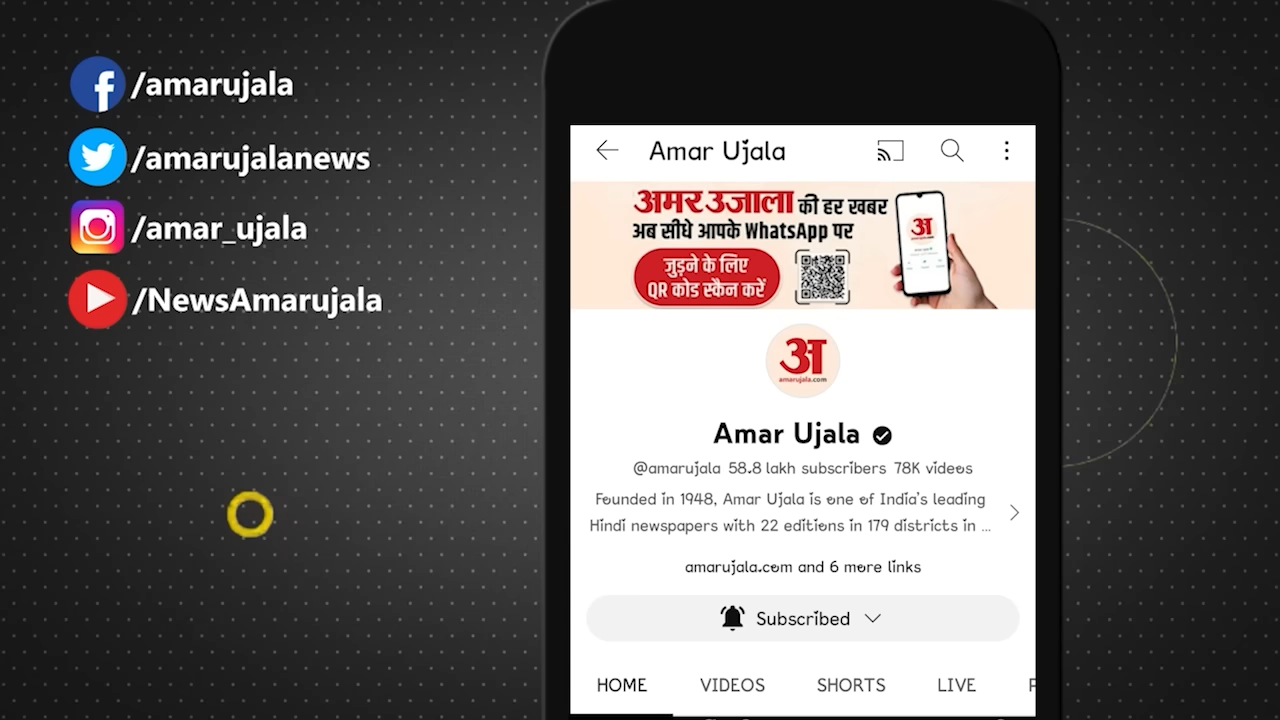 /amarujala
/amarujalanews
/amar_ujala
/NewsAmarujala
Amar Ujala
अमर उजाला की हर खबर
अब सीधे आपके WhatsApp पर
जुड़ने के लिए
QR कोड स्कैन करें
अ
अ
amarujala.com
Amar Ujala
@amarujala 58.8 lakh subscribers 78K videos
Founded in 1948, Amar Ujala is one of India's leading
Hindi newspapers with 22 editions in 179 districts in ...
amarujala.com and 6 more links
Subscribed
HOME VIDEOS SHORTS LIVE